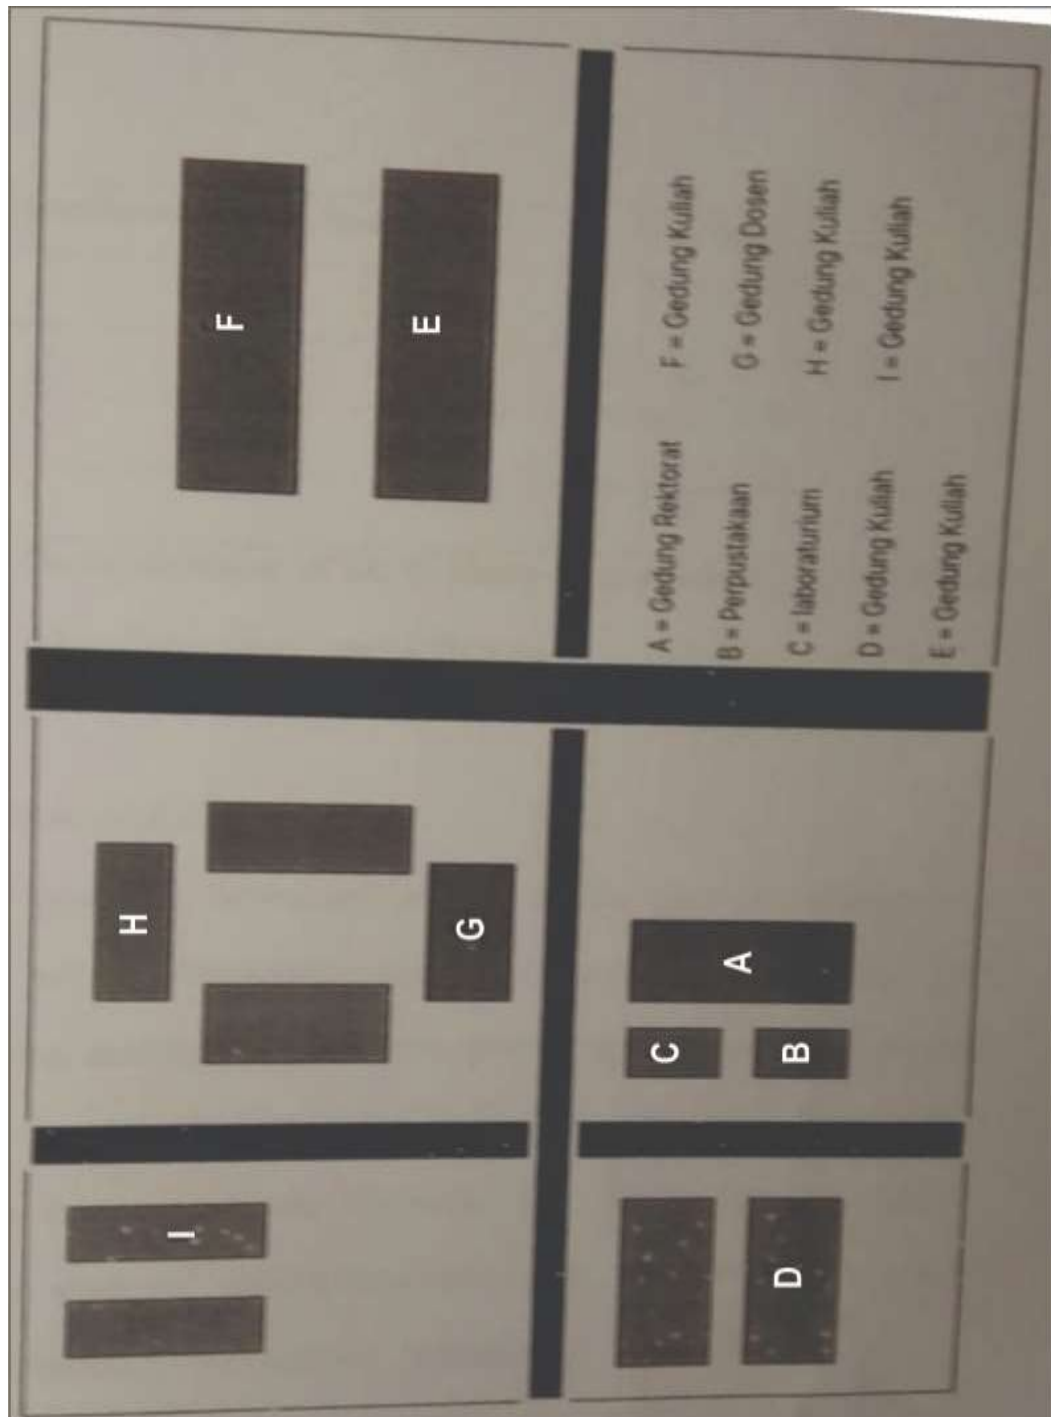 H
I
F
E
G
C
A
D
B
A = Gedung Rektorat
B = Perpustakaan
C = laboraturium
D = Gedung Kuliah
E = Gedung Kuliah
F = Gedung Kuliah
G = Gedung Dosen
H = Gedung Kuliah
I = Gedung Kuliah